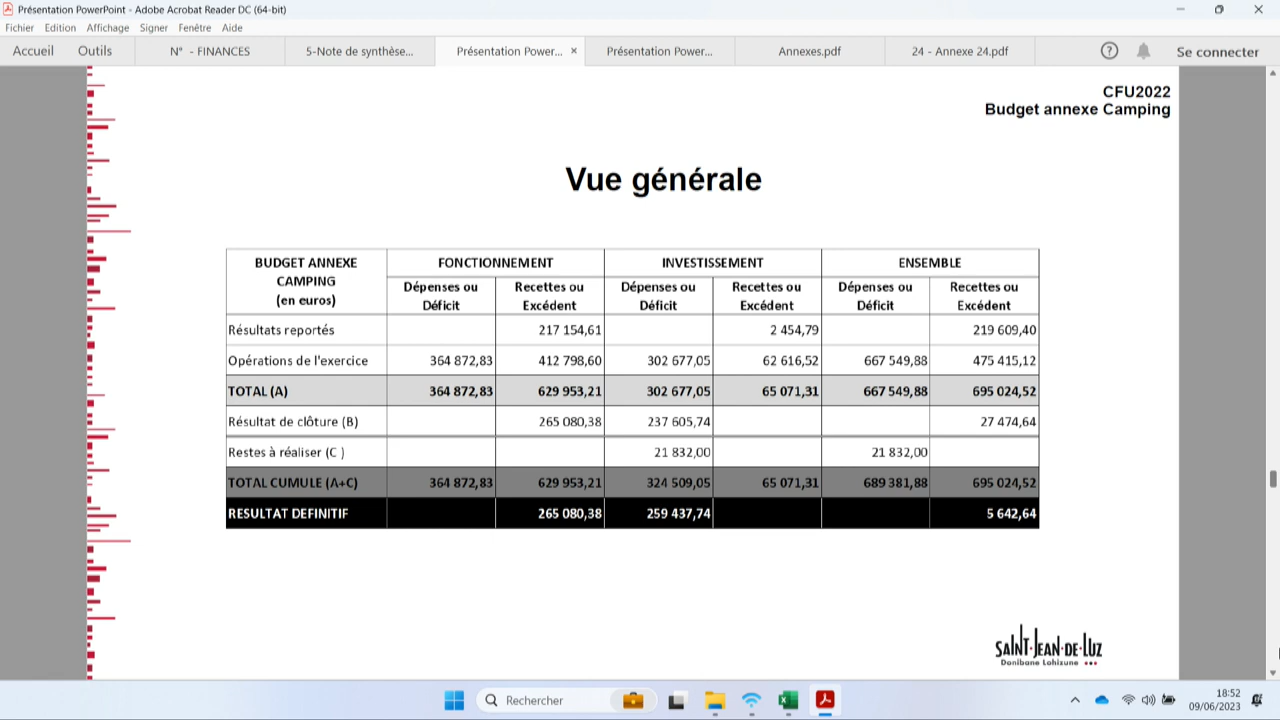 Présentation PowerPoint - Adobe Acrobat Reader DC (64-bit)
Fichier Edition Affichage Signer Fenêtre Aide
Accueil Outils N° - FINANCES 5-Note de synthèse... Présentation Power... × Présentation Power... Annexes.pdf 24 - Annexe 24.pdf ? Se connecter
CFU2022
Budget annexe Camping
Vue générale
BUDGET ANNEXE CAMPING (en euros) FONCTIONNEMENT INVESTISSEMENT ENSEMBLE
Dépenses ou Déficit Recettes ou Excédent Dépenses ou Déficit Recettes ou Excédent Dépenses ou Déficit Recettes ou Excédent
Résultats reportés 217 154,61 2 454,79 219 609,40
Opérations de l'exercice 364 872,83 412 798,60 302 677,05 62 616,52 667 549,88 475 415,12
TOTAL (A) 364 872,83 629 953,21 302 677,05 65 071,31 667 549,88 695 024,52
Résultat de clôture (B) 265 080,38 237 605,74 27 474,64
Restes à réaliser (C ) 21 832,00 21 832,00
TOTAL CUMULE (A+C) 364 872,83 629 953,21 324 509,05 65 071,31 689 381,88 695 024,52
RESULTAT DEFINITIF 265 080,38 259 437,74 5 642,64
SAINT·JEAN·DE·LUZ
Donibane Lohizune
Rechercher
18:52
09/06/2023